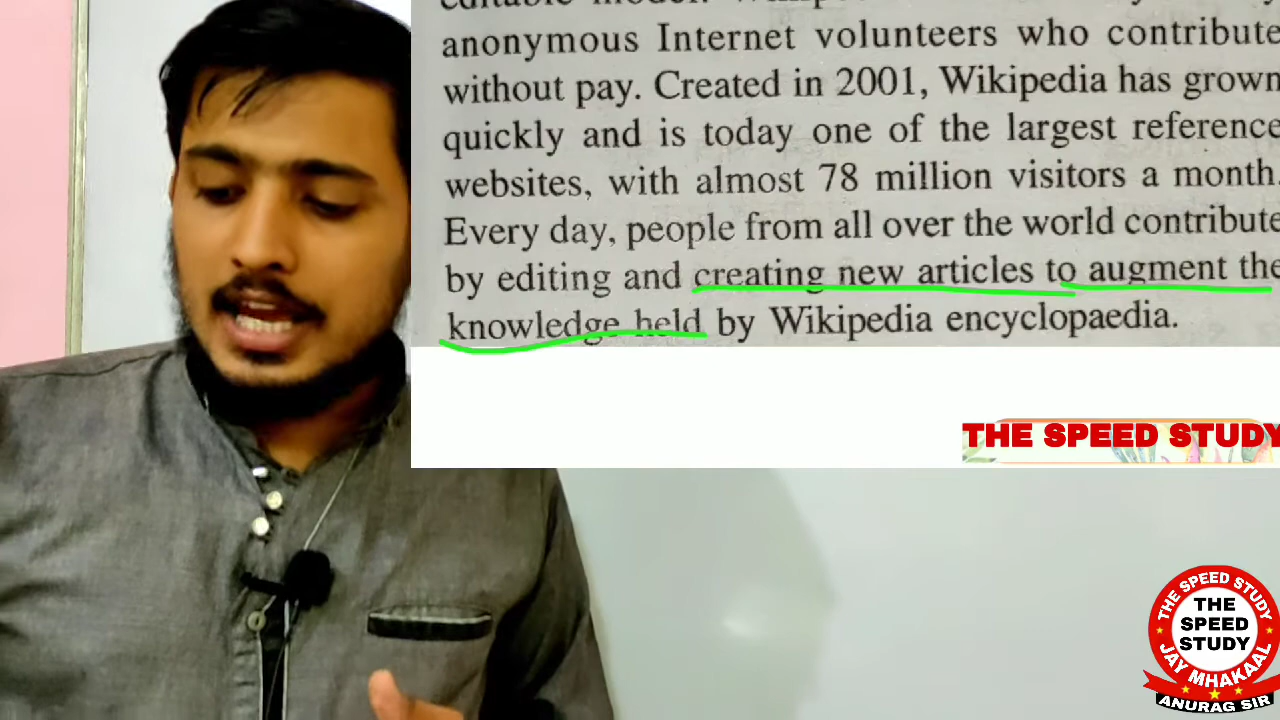 anonymous Internet volunteers who contribute
without pay. Created in 2001, Wikipedia has grown
quickly and is today one of the largest reference
websites, with almost 78 million visitors a month.
Every day, people from all over the world contribute
by editing and creating new articles to augment the
knowledge held by Wikipedia encyclopaedia.
THE SPEED STUDY
THE SPEED STUDY
THE
SPEED
STUDY
JAY MHAKAAL
ANURAG SIR